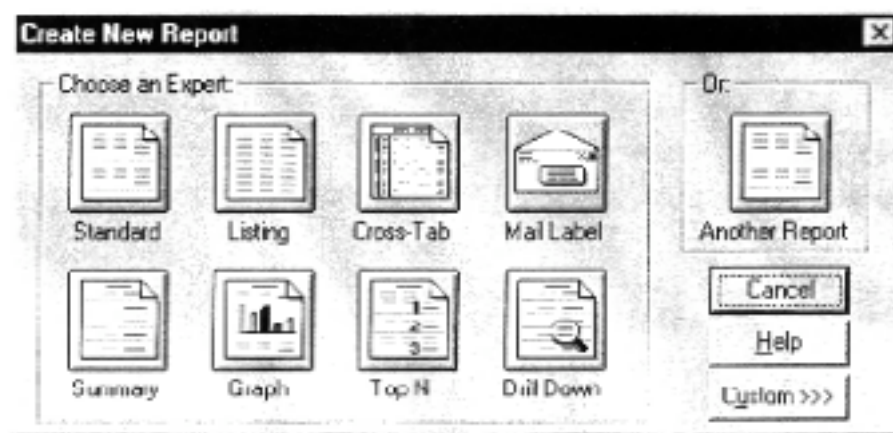 Create New Report
Choose an Expert:
Or:
Standard
Listing
Cross-Tab
Mail Label
Another Report
Summary
Graph
Top N
Drill Down
Cancel
Help
Custom >>>